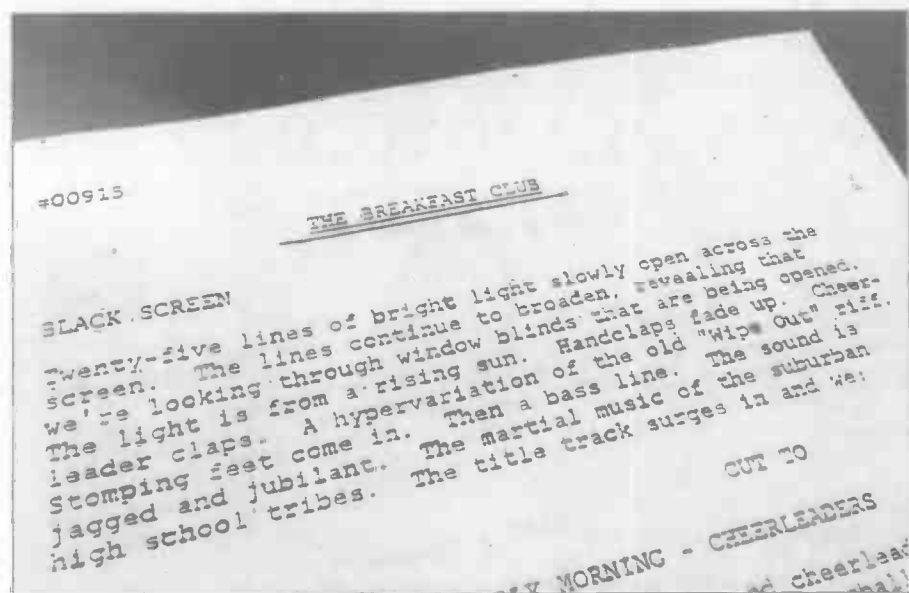 #00915
THE BREAKFAST CLUB
BLACK SCREEN
Twenty-five lines of bright light slowly open across the
screen. The lines continue to broaden, revealing that
we're looking through window blinds that are being opened.
The light is from a rising sun. Handclaps fade up. Cheer-
leader claps. A hypervariation of the old "Wipe Out" riff.
Stomping feet come in. Then a bass line. The sound is
jagged and jubilant. The martial music of the suburban
high school tribes. The title track surges in and we:
CUT TO
MORNING - CHEERLEADERS